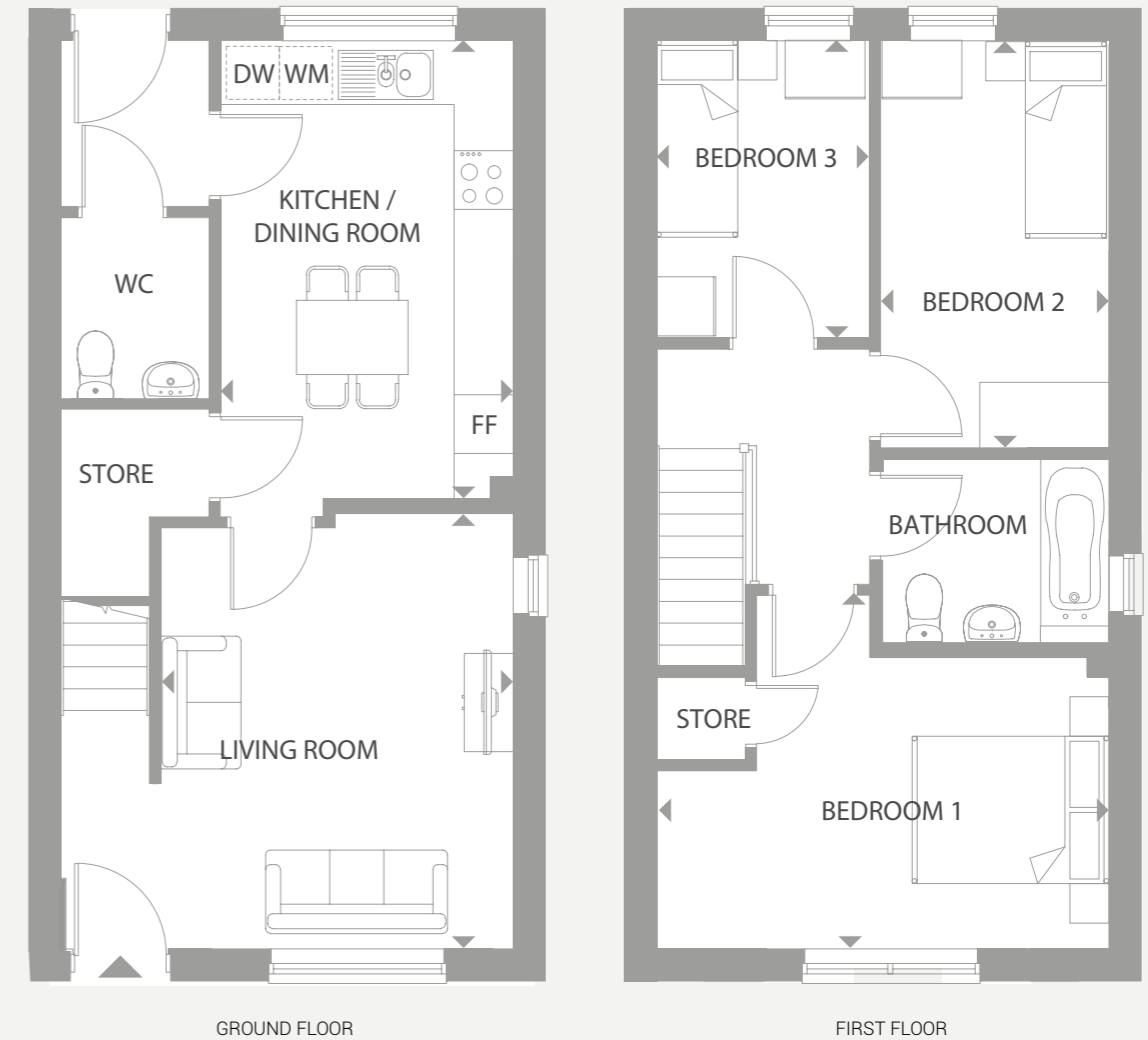 DW WM
KITCHEN /
DINING ROOM
WC
FF
STORE
LIVING ROOM
GROUND FLOOR
BEDROOM 3
BEDROOM 2
BATHROOM
STORE
BEDROOM 1
FIRST FLOOR